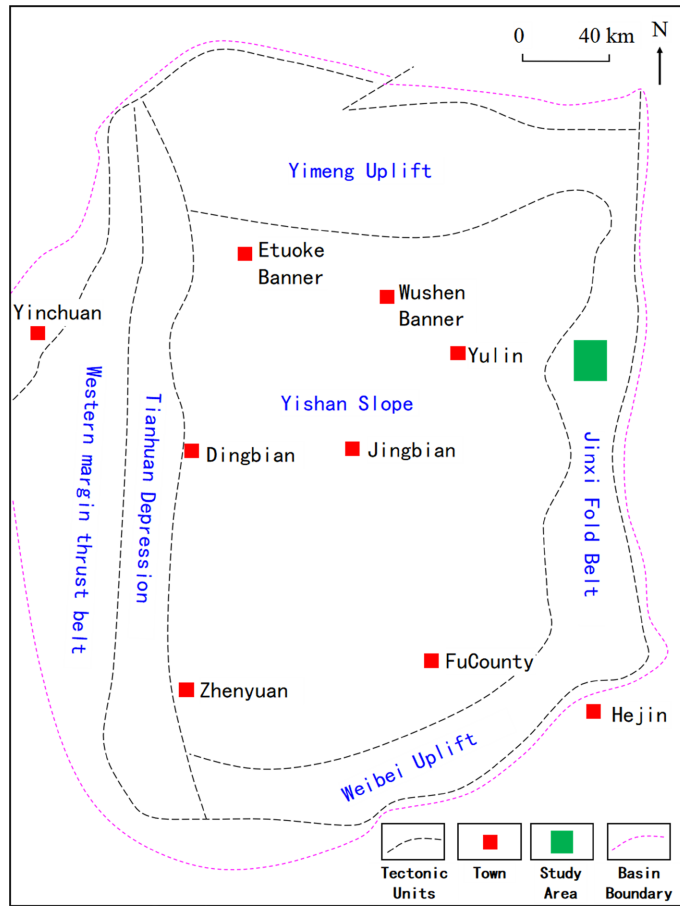 0 40 km
N
Yimeng Uplift
Etuoke
Banner
Wushen
Banner
Yinchuan
Yulin
Yishan Slope
Western margin thrust belt
Tianhuan Depression
Dingbian
Jingbian
Jinxi Fold Belt
FuCounty
Zhenyuan
Hejin
Weibei Uplift
Tectonic
Units
Town
Study
Area
Basin
Boundary